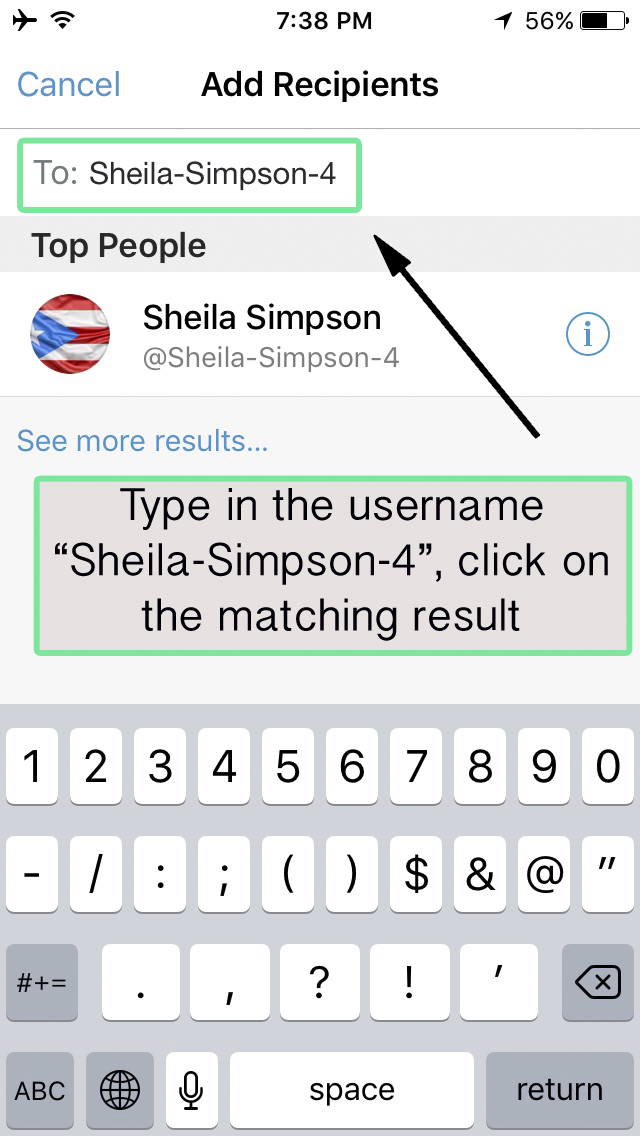 7:38 PM
56%
Cancel
Add Recipients
To: Sheila-Simpson-4
Top People
Sheila Simpson
@Sheila-Simpson-4
i
See more results...
Type in the username
“Sheila-Simpson-4”, click on
the matching result
1 2 3 4 5 6 7 8 9 0
- / : ; ( ) $ & @ "
#+= . , ? ! '
ABC space return